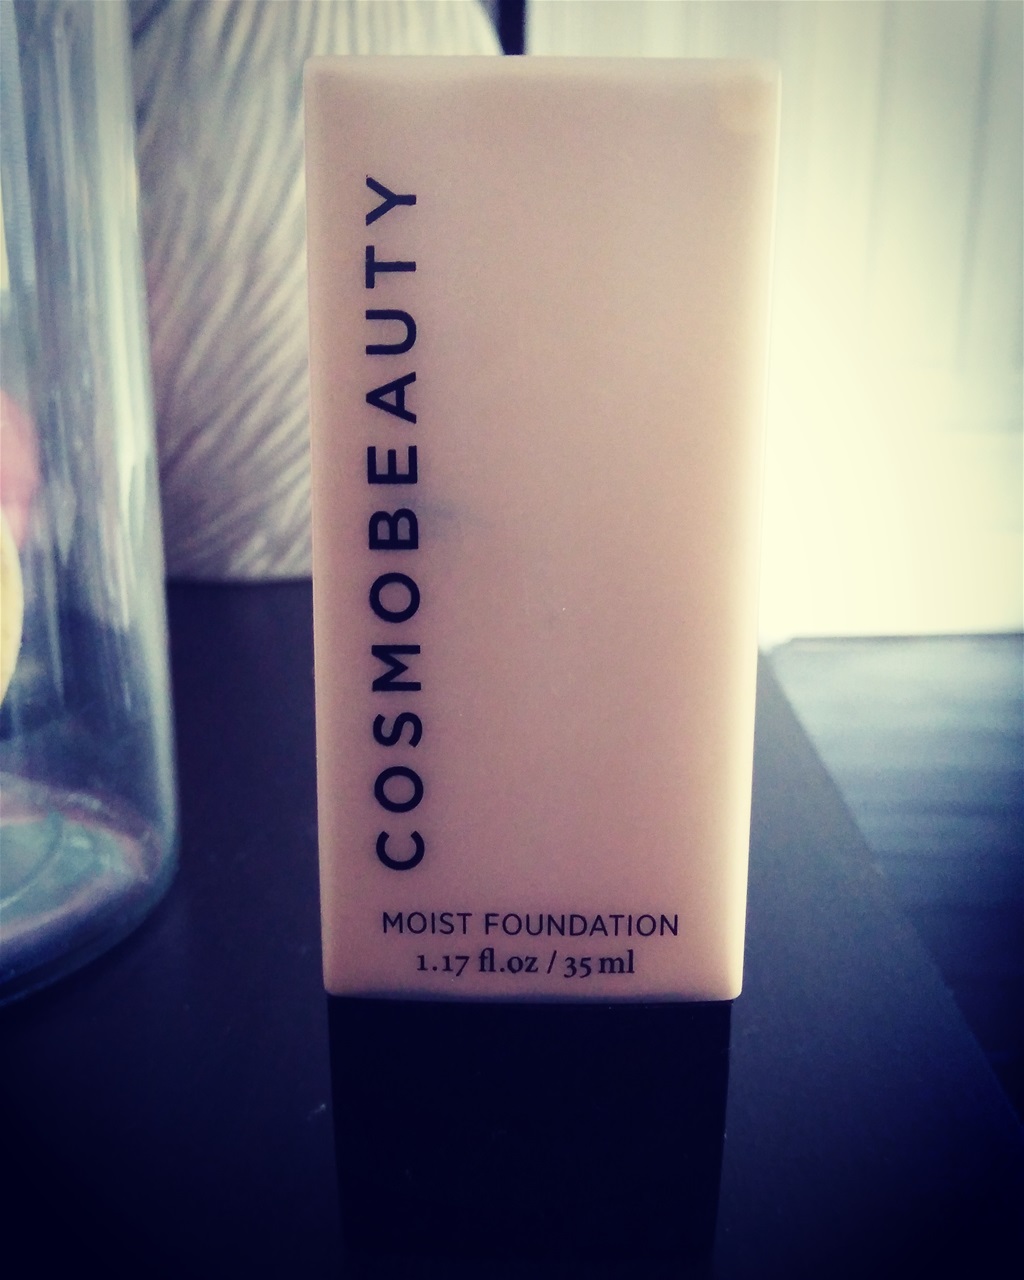 COSMOBEAUTY
MOIST FOUNDATION
1.17 fl.oz / 35 ml